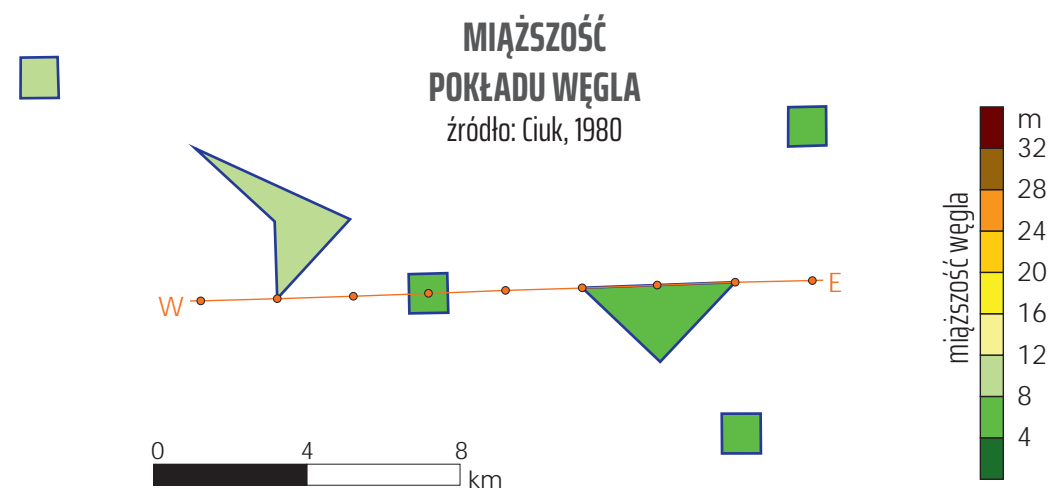 MIĄŻSZOŚĆ
POKŁADU WĘGLA
źródło: Ciuk, 1980
m
32
28
24
20
16
12
8
4
miąższość węgla
W
E
0 4 8
km